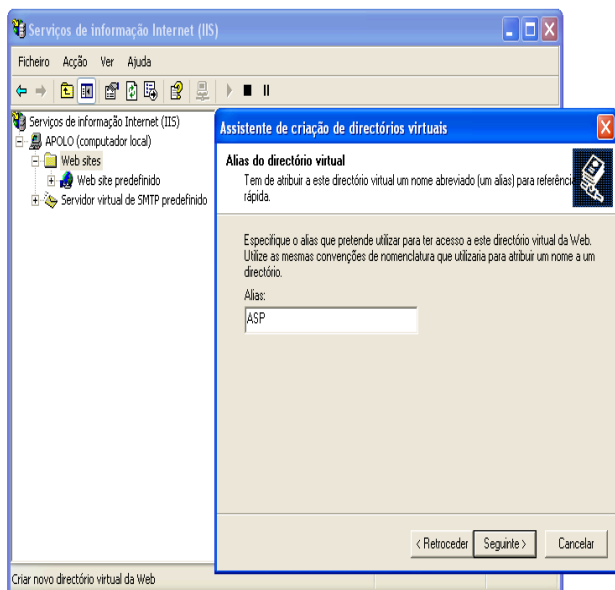 Serviços de informação Internet (IIS)
Ficheiro Acção Ver Ajuda
Serviços de informação Internet (IIS)
APOLO (computador local)
Web sites
Web site predefinido
Servidor virtual de SMTP predefinido
Assistente de criação de directórios virtuais
Alias do directório virtual
Tem de atribuir a este directório virtual um nome abreviado (um alias) para referência
rápida.
Especifique o alias que pretende utilizar para ter acesso a este directório virtual da Web.
Utilize as mesmas convenções de nomenclatura que utilizaria para atribuir um nome a um
directório.
Alias:
ASP
< Retroceder Seguinte > Cancelar
Criar novo directório virtual da Web